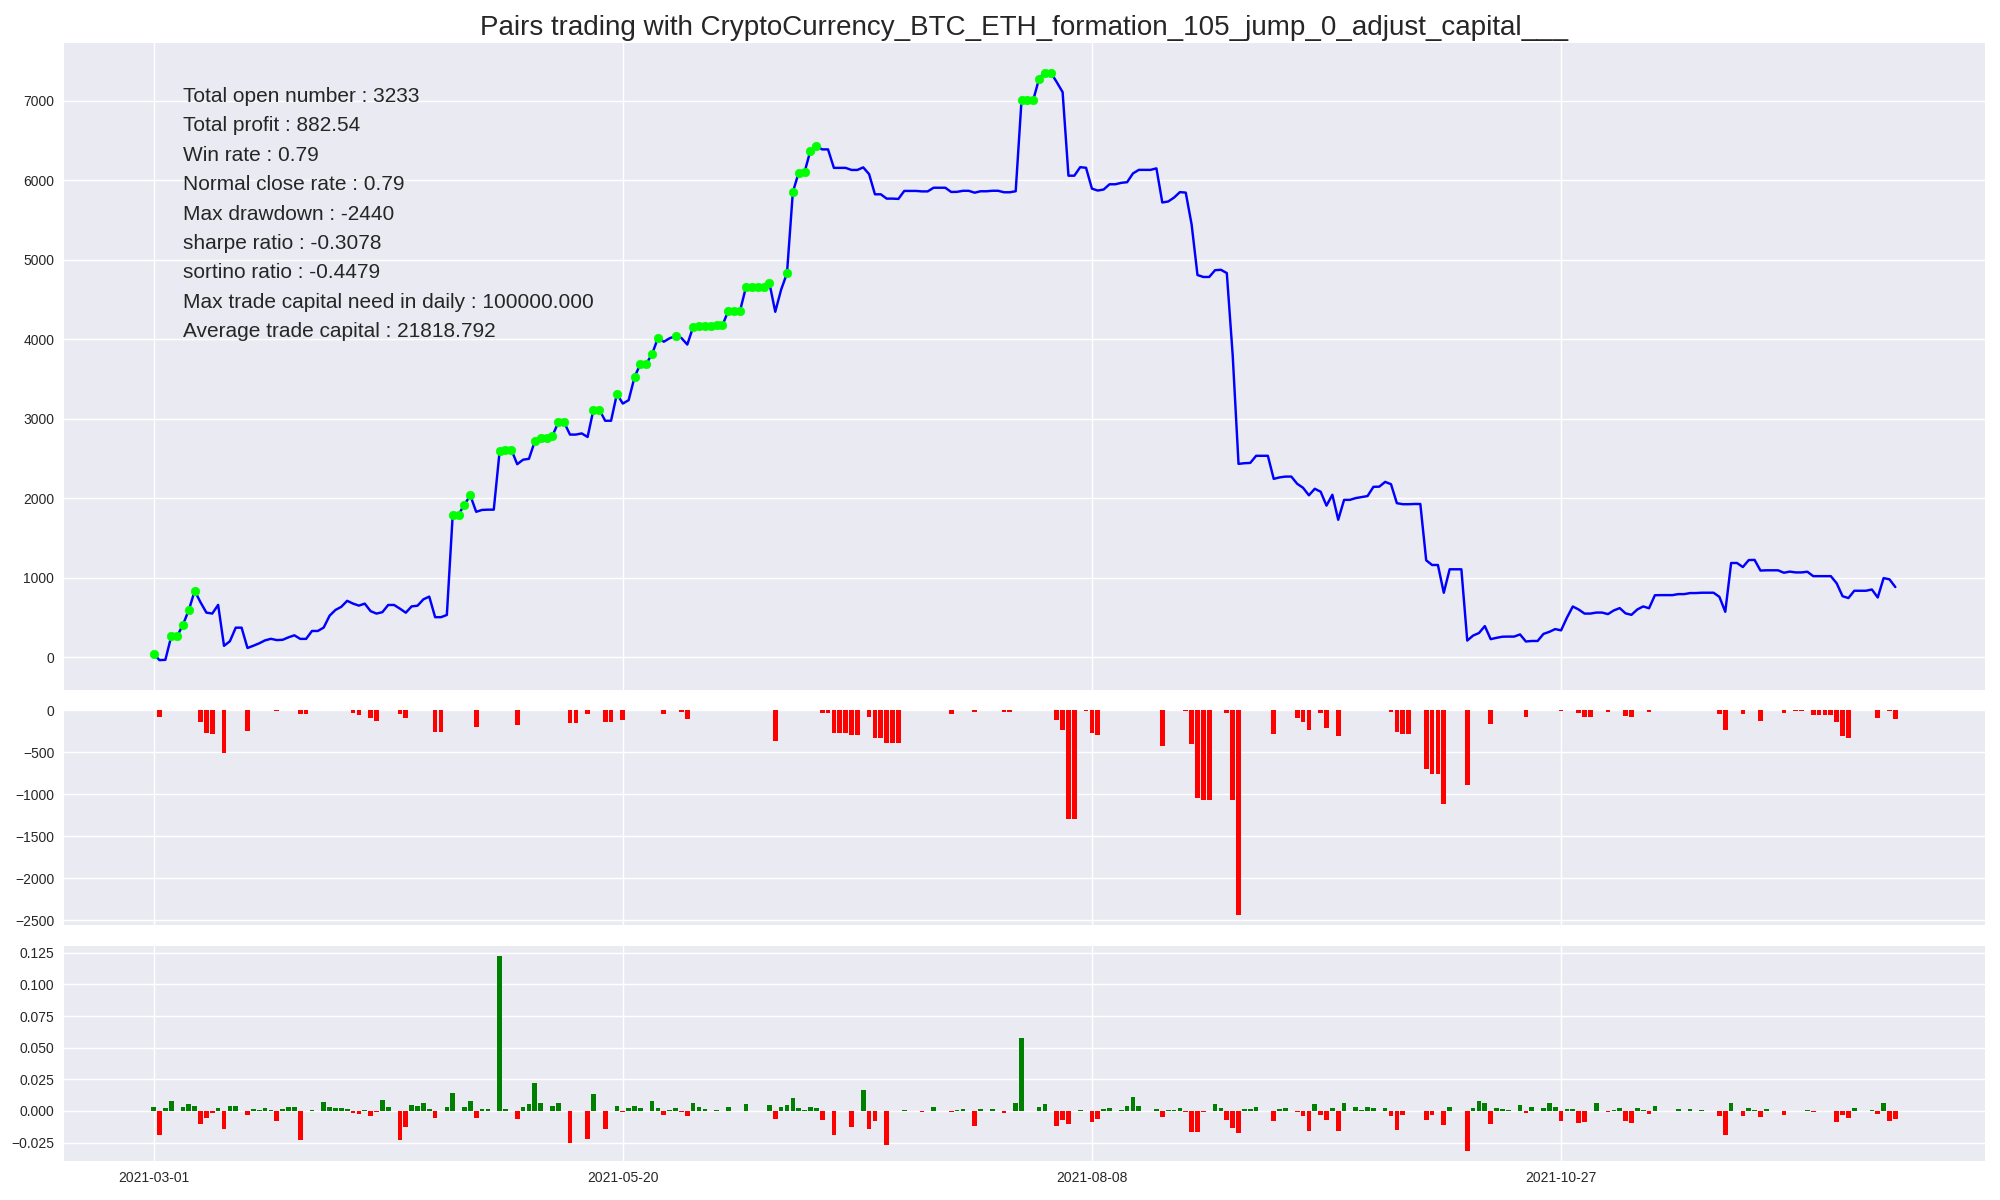 Pairs trading with CryptoCurrency_BTC_ETH_formation_105_jump_0_adjust_capital___
Total open number : 3233
Total profit : 882.54
Win rate : 0.79
Normal close rate : 0.79
Max drawdown : -2440
sharpe ratio : -0.3078
sortino ratio : -0.4479
Max trade capital need in daily : 100000.000
Average trade capital : 21818.792
7000
6000
5000
4000
3000
2000
1000
0
0
−500
−1000
−1500
−2000
−2500
0.125
0.100
0.075
0.050
0.025
0.000
−0.025
2021-03-01
2021-05-20
2021-08-08
2021-10-27